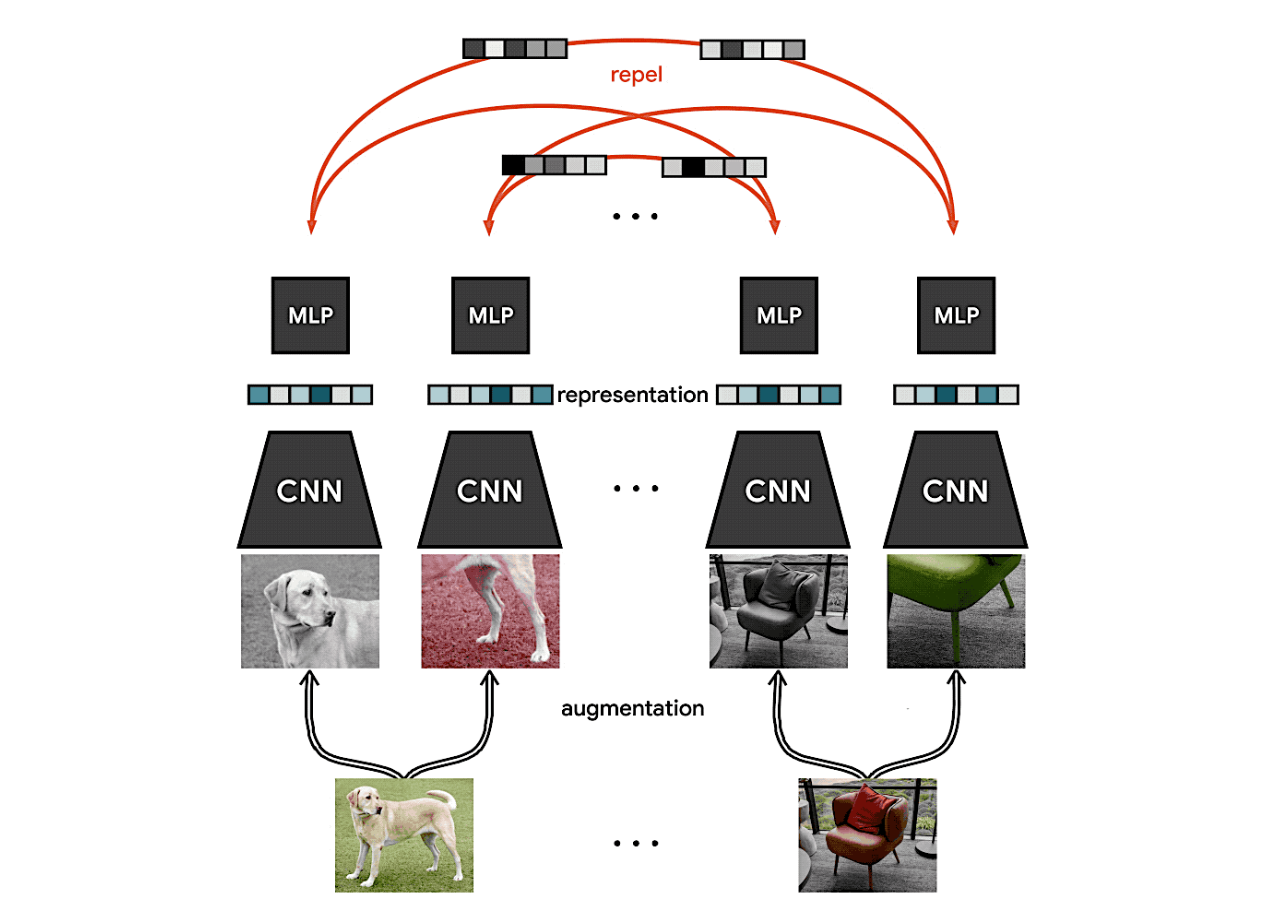 repel
MLP
MLP
MLP
MLP
representation
CNN
CNN
CNN
CNN
augmentation